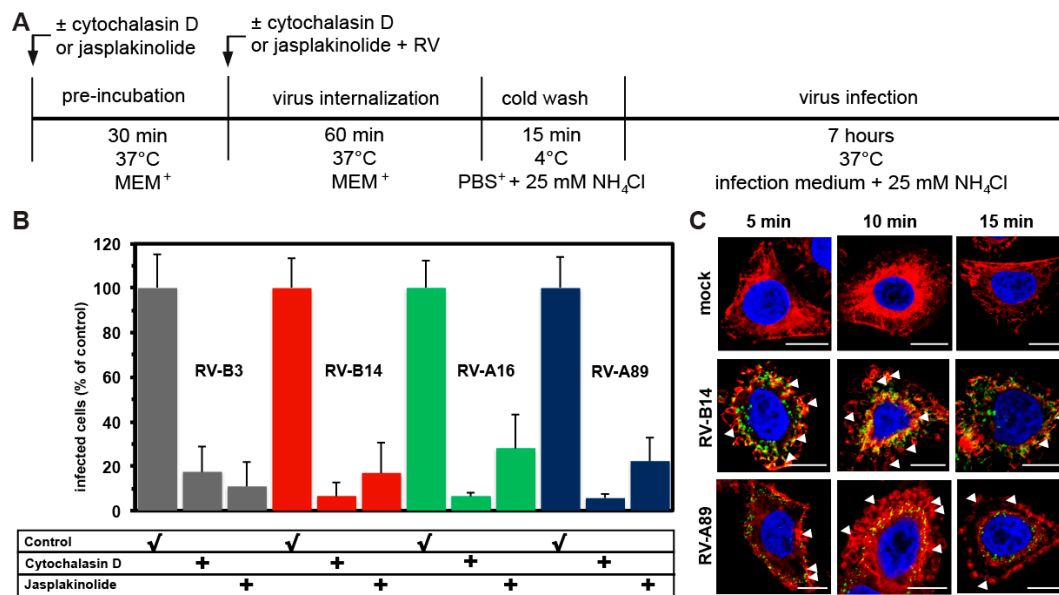 A
± cytochalasin D
or jasplakinolide
± cytochalasin D
or jasplakinolide + RV
pre-incubation
virus internalization
cold wash
virus infection
30 min
60 min
15 min
7 hours
37°C
37°C
4°C
37°C
MEM⁺
MEM⁺
PBS⁺ + 25 mM NH₄Cl
infection medium + 25 mM NH₄Cl
B
infected cells (% of control)
120
100
80
60
40
20
0
RV-B3
RV-B14
RV-A16
RV-A89
Control √ √ √ √
Cytochalasin D + + + +
Jasplakinolide + + + +
C
5 min
10 min
15 min
mock
RV-B14
RV-A89